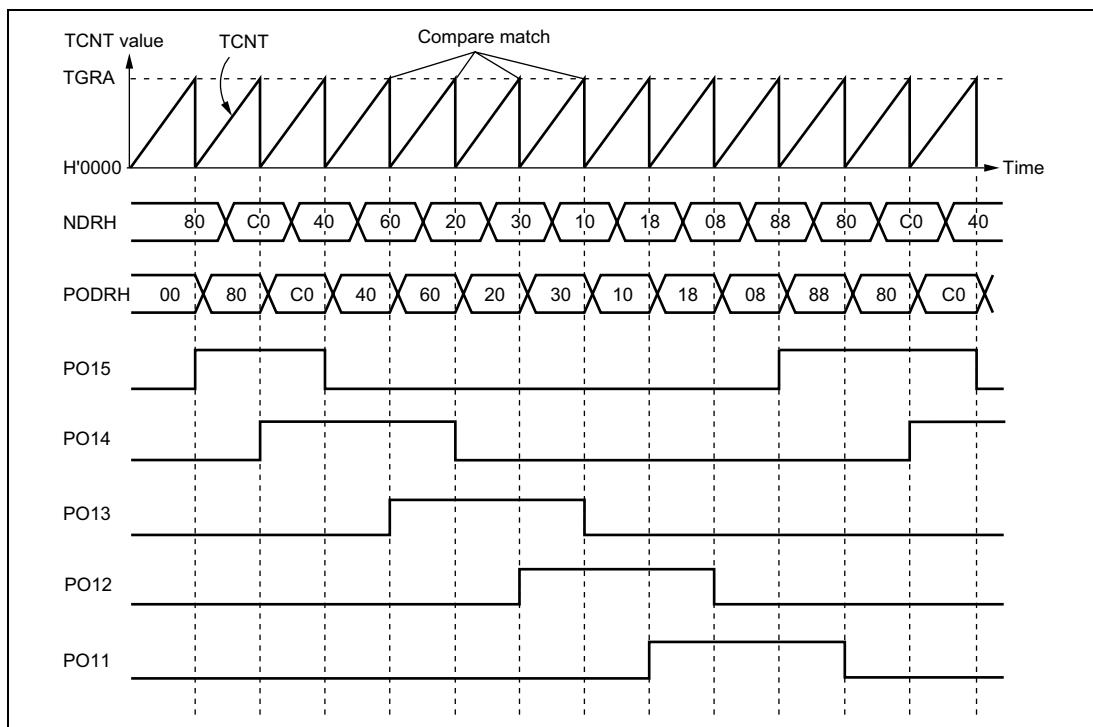 TCNT value TCNT Compare match
TGRA
H'0000 Time
NDRH 80 C0 40 60 20 30 10 18 08 88 80 C0 40
PODRH 00 80 C0 40 60 20 30 10 18 08 88 80 C0
PO15
PO14
PO13
PO12
PO11